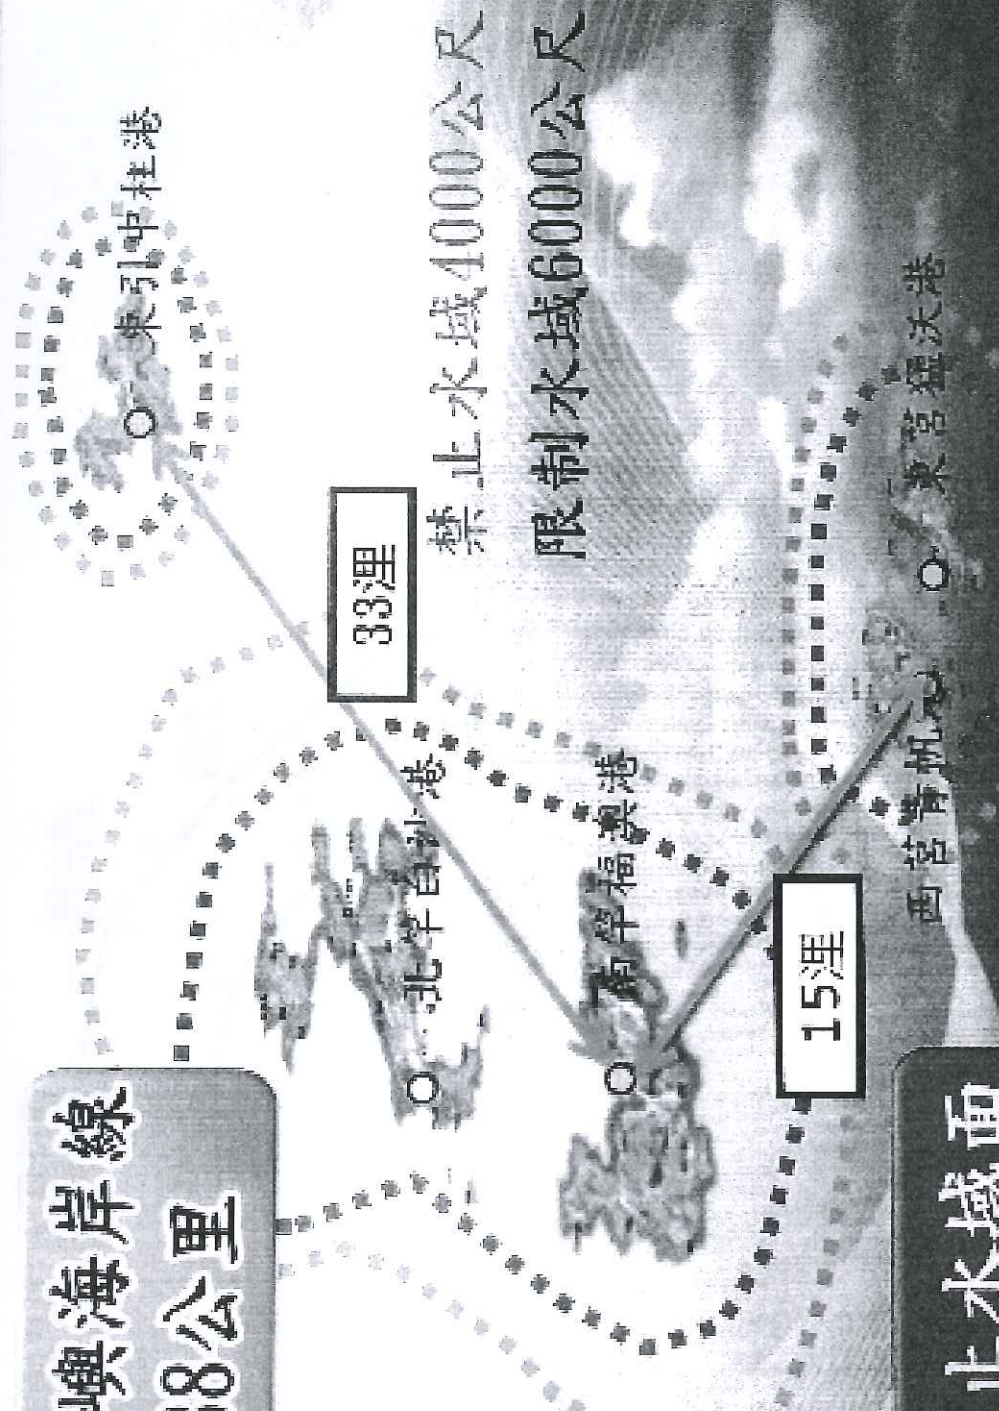 嶼海岸線
8公里
東引中柱港
33浬
禁止水域4000公尺
限制水域6000公尺
北竿白沙港
南竿福澳港
15浬
西莒青帆港
東莒猛沃港
止水域面